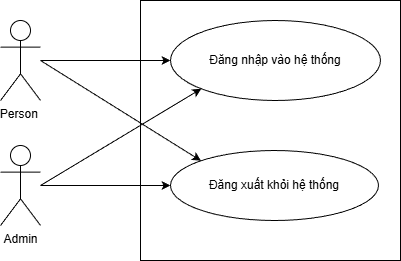 Đăng nhập vào hệ thống
Person
Đăng xuất khỏi hệ thống
Admin